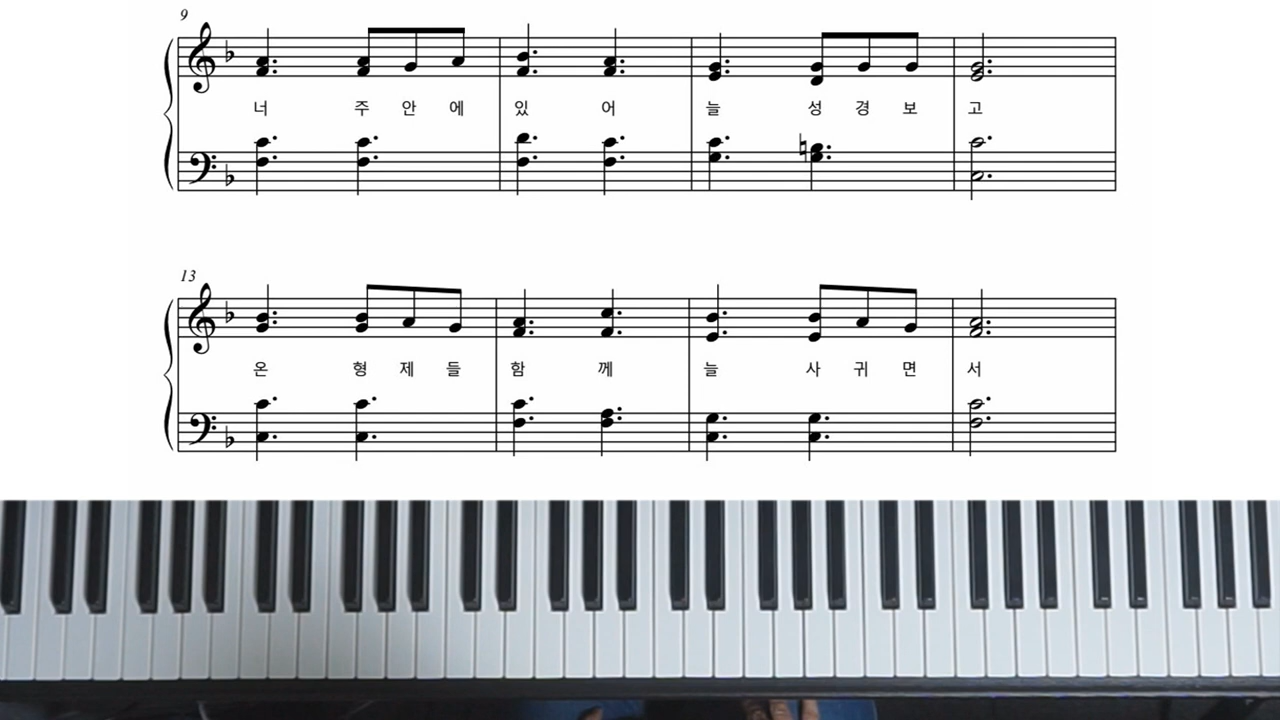 9
너 주 안 에 있 어 늘 성 경 보 고
13
온 형 제 들 함 께 늘 사 귀 면 서